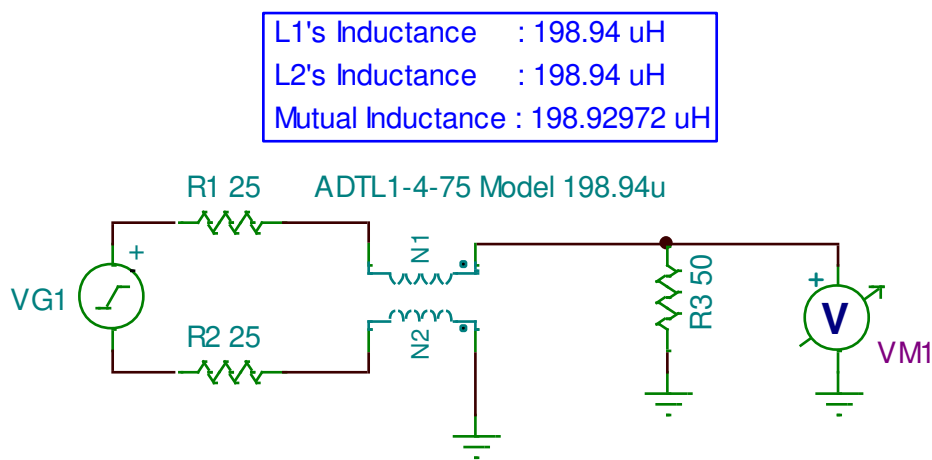 L1's Inductance : 198.94 uH
L2's Inductance : 198.94 uH
Mutual Inductance : 198.92972 uH
R1 25
ADTL1-4-75 Model 198.94u
N1
+
VG1
R2 25
N2
R3 50
+
V
VM1